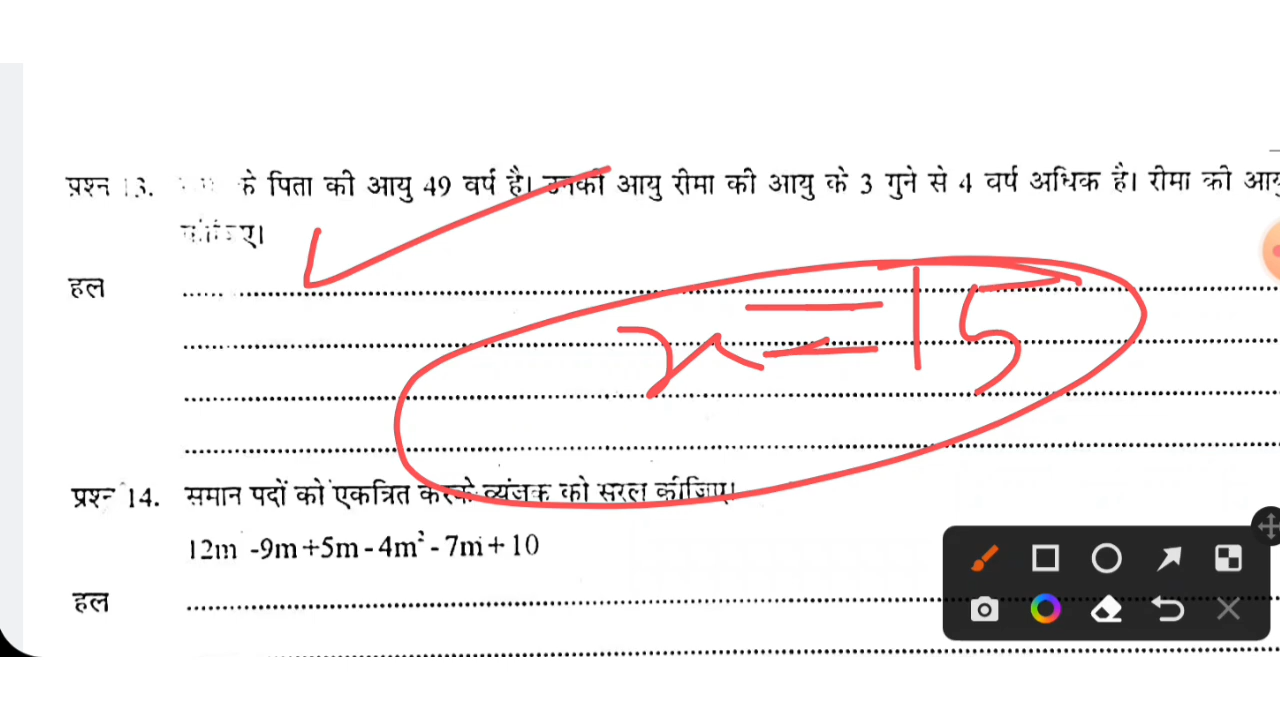 प्रश्न 13. के पिता की आयु 49 वर्ष है। उनकी आयु रीमा की आयु के 3 गुने से 4 वर्ष अधिक है। रीमा की
हल
x = 15
प्रश्न 14. समान पदों को एकत्रित करके व्यंजक को सरल कीजिए।
12m -9m +5m - 4m² - 7m + 10
हल